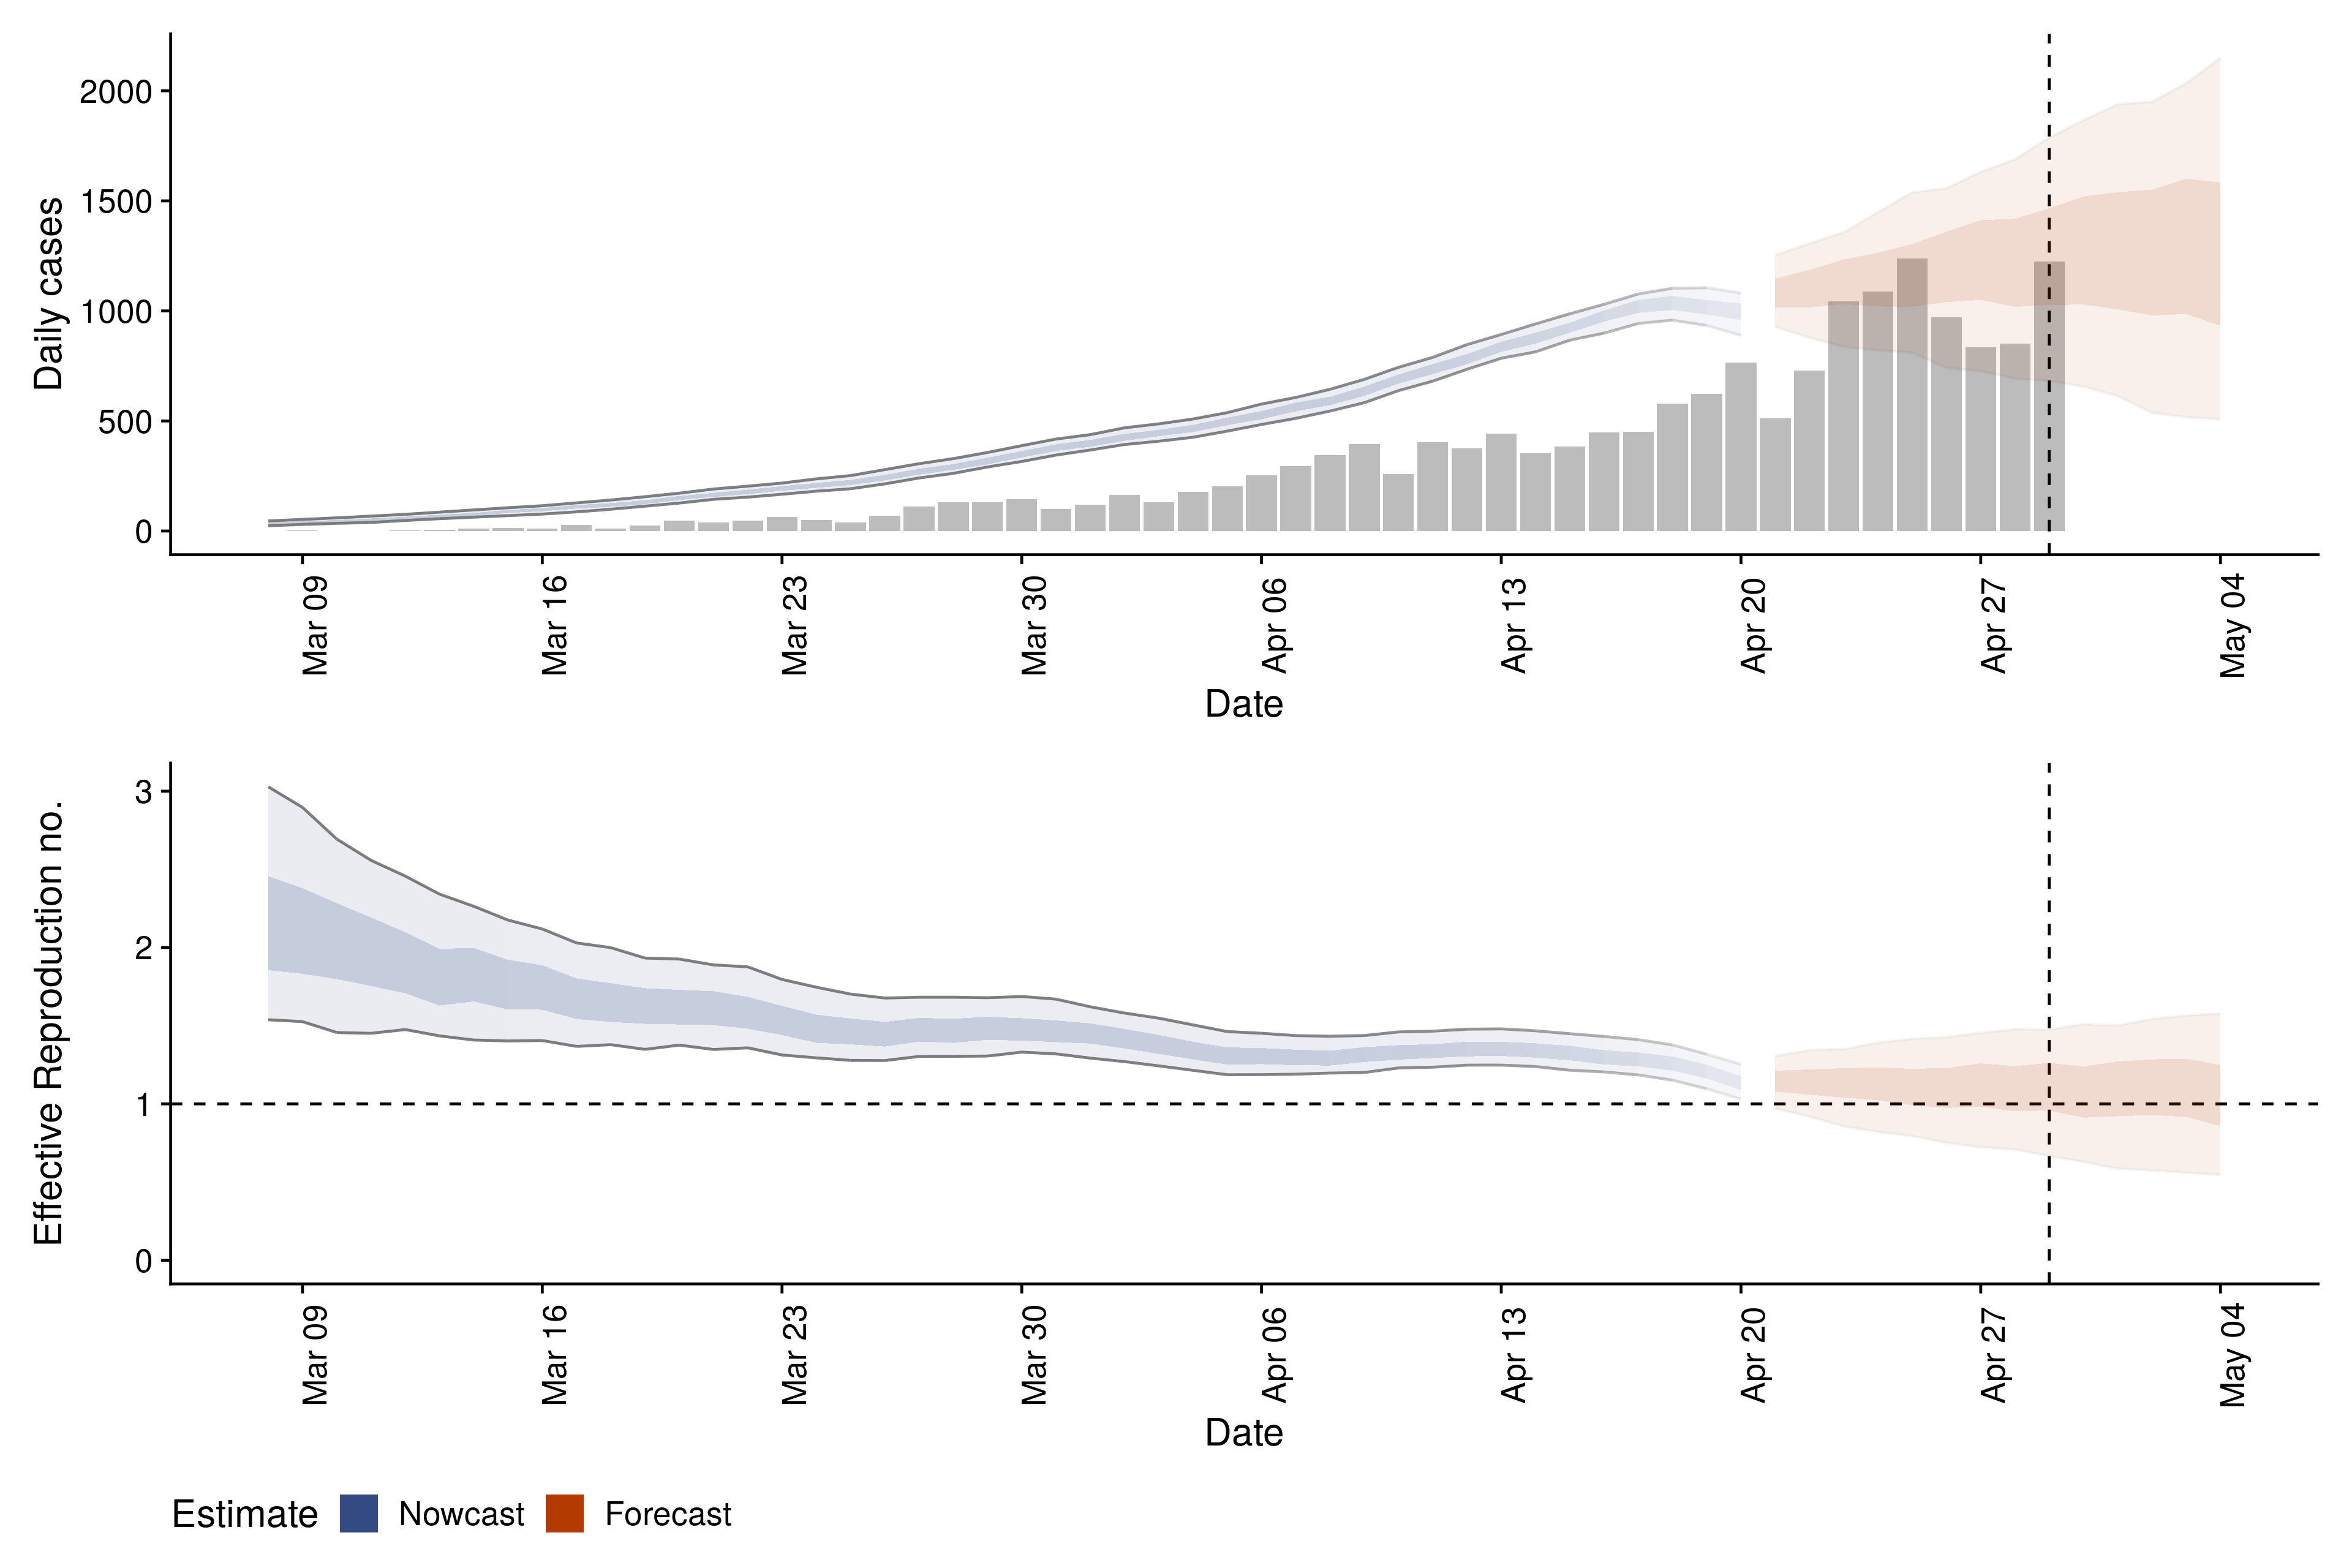 Daily cases
2000
1500
1000
500
0
Mar 09
Mar 16
Mar 23
Mar 30
Apr 06
Apr 13
Apr 20
Apr 27
May 04
Date
Effective Reproduction no.
3
2
1
0
Mar 09
Mar 16
Mar 23
Mar 30
Apr 06
Apr 13
Apr 20
Apr 27
May 04
Date
Estimate Nowcast Forecast